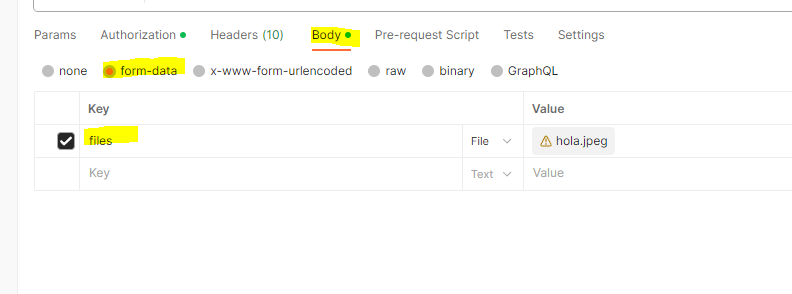 Params Authorization Headers (10) Body Pre-request Script Tests Settings
none form-data x-www-form-urlencoded raw binary GraphQL
Key Value
files File hola.jpeg
Key Text Value